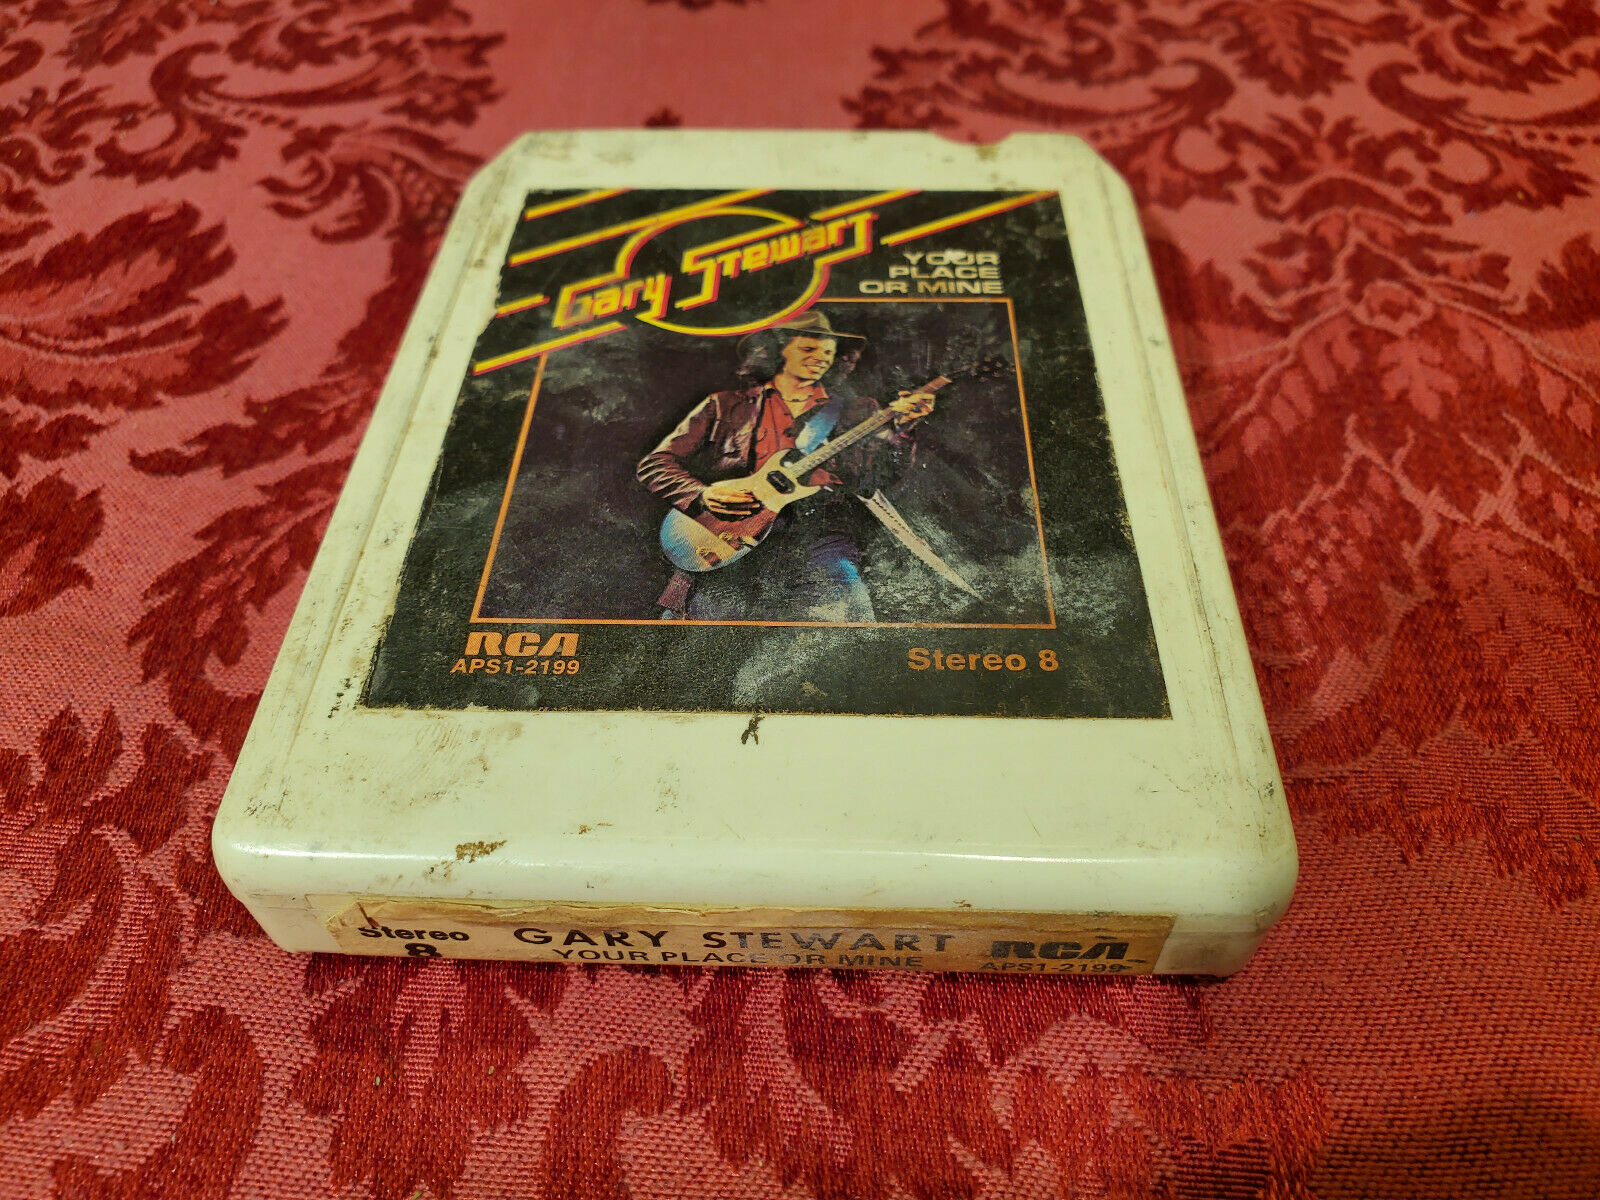 Gary Stewart
YOUR
PLACE
OR MINE
RCA
APS1-2199
Stereo 8
Stereo
8
GARY STEWART
YOUR PLACE OR MINE
RCA
APS1-2199